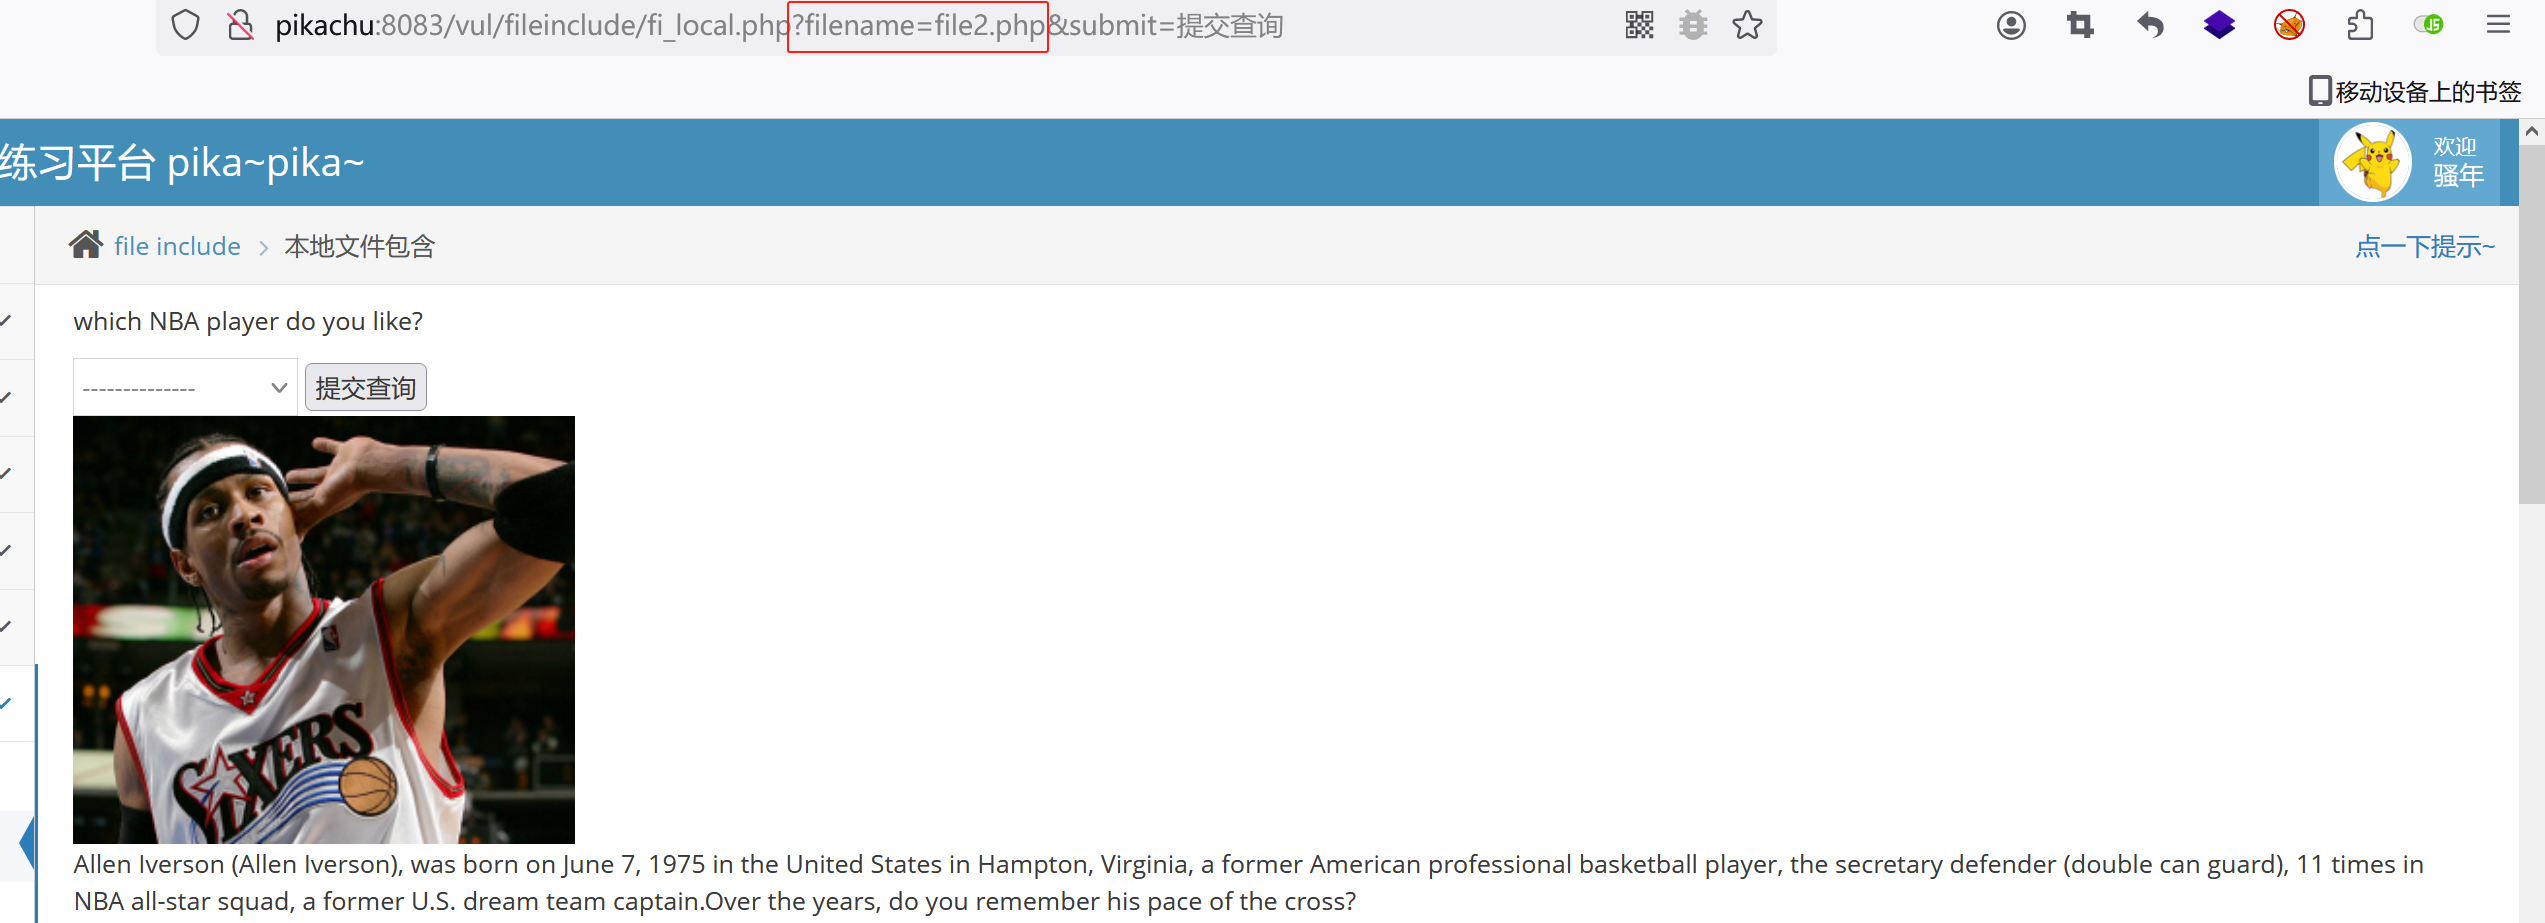 pikachu:8083/vul/fileinclude/fi_local.php?filename=file2.php&submit=提交查询
移动设备上的书签
练习平台 pika~pika~
欢迎
骚年
file include > 本地文件包含
点一下提示~
which NBA player do you like?
--------------
提交查询
SIXERS
Allen Iverson (Allen Iverson), was born on June 7, 1975 in the United States in Hampton, Virginia, a former American professional basketball player, the secretary defender (double can guard), 11 times in
NBA all-star squad, a former U.S. dream team captain.Over the years, do you remember his pace of the cross?